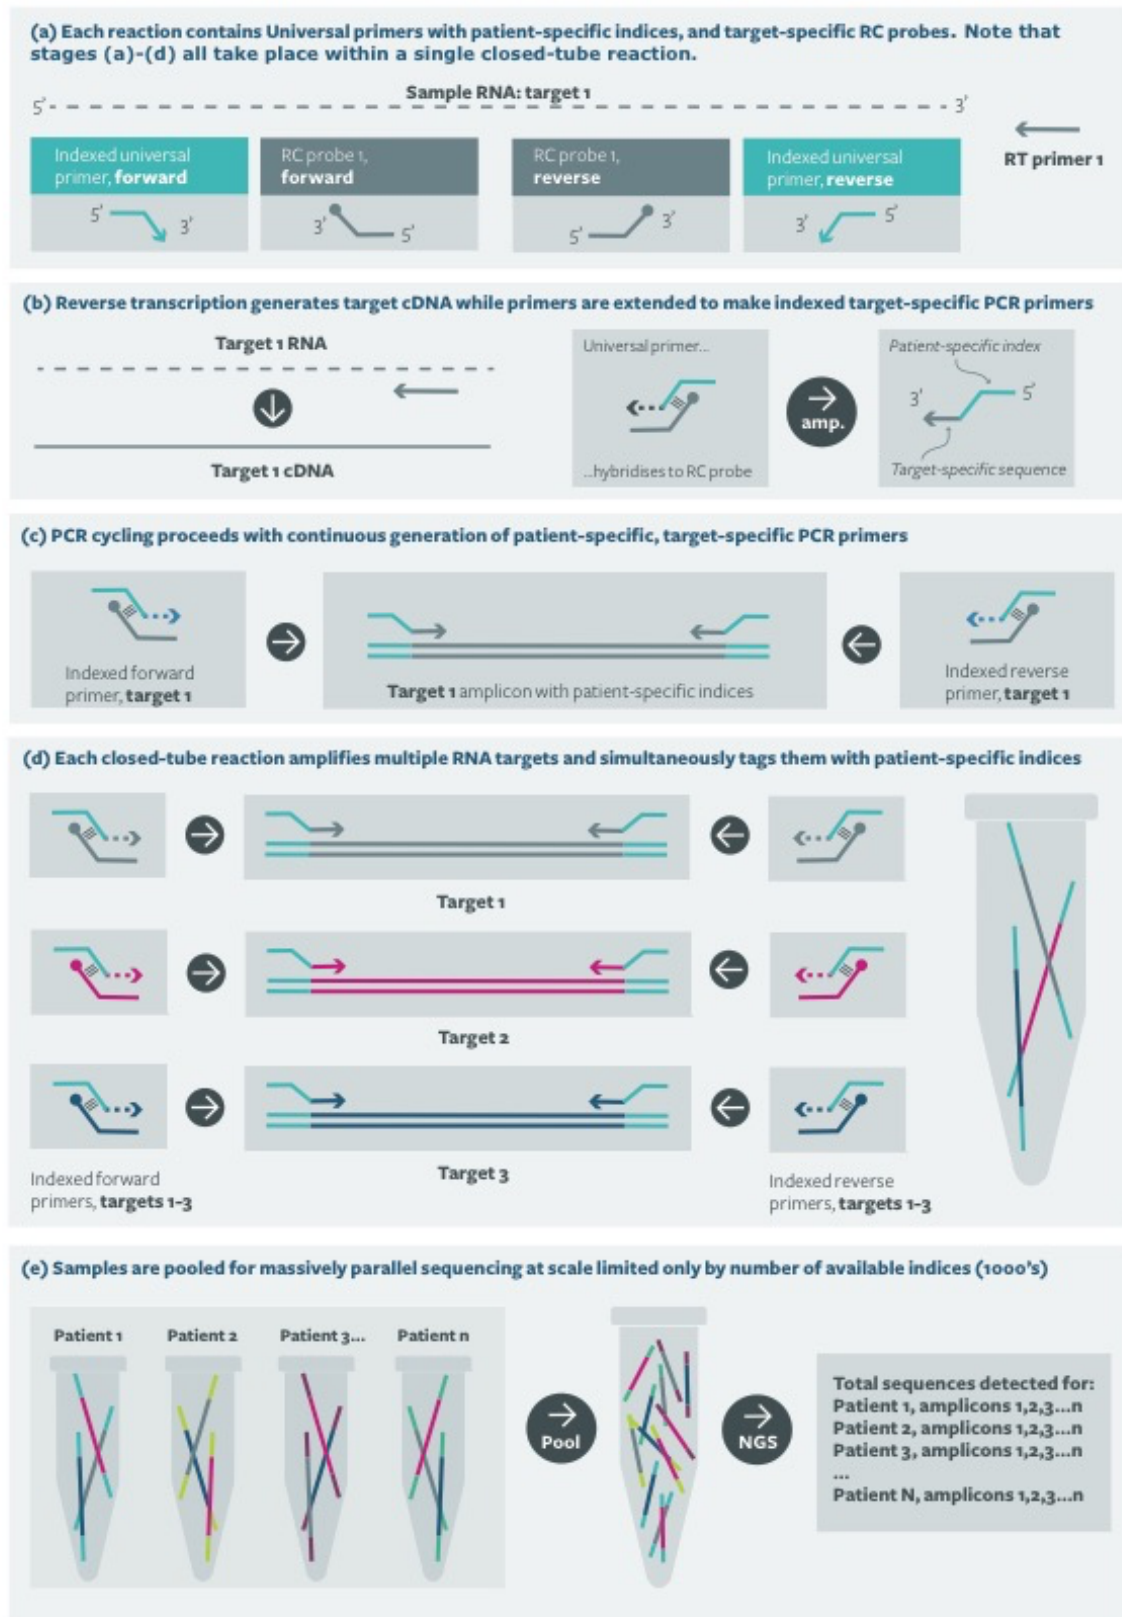 (a) Each reaction contains Universal primers with patient-specific indices, and target-specific RC probes. Note that
stages (a)-(d) all take place within a single closed-tube reaction.
Sample RNA: target 1
5' 3'
RT primer 1
Indexed universal
primer, forward
5' 3'
RC probe 1,
forward
3' 5'
RC probe 1,
reverse
5' 3'
Indexed universal
primer, reverse
3' 5'
(b) Reverse transcription generates target cDNA while primers are extended to make indexed target-specific PCR primers
Target 1 RNA
Target 1 cDNA
Universal primer...
...hybridises to RC probe
amp.
Patient-specific index
3' 5'
Target-specific sequence
(c) PCR cycling proceeds with continuous generation of patient-specific, target-specific PCR primers
Indexed forward
primer, target 1
Target 1 amplicon with patient-specific indices
Indexed reverse
primer, target 1
(d) Each closed-tube reaction amplifies multiple RNA targets and simultaneously tags them with patient-specific indices
Target 1
Target 2
Target 3
Indexed forward
primers, targets 1-3
Indexed reverse
primers, targets 1-3
(e) Samples are pooled for massively parallel sequencing at scale limited only by number of available indices (1000's)
Patient 1 Patient 2 Patient 3... Patient n
Pool
NGS
Total sequences detected for:
Patient 1, amplicons 1,2,3...n
Patient 2, amplicons 1,2,3...n
Patient 3, amplicons 1,2,3...n
...
Patient N, amplicons 1,2,3...n